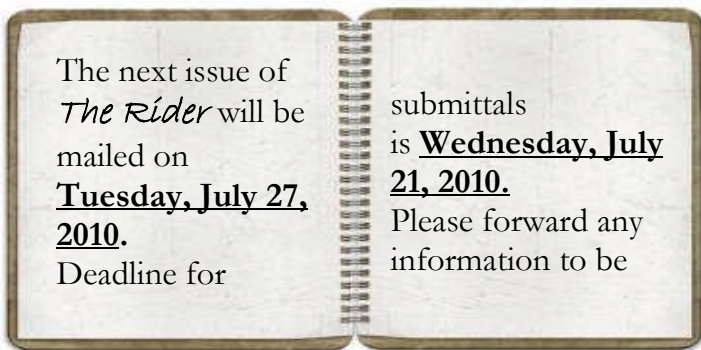 The next issue of
The Rider will be
mailed on
Tuesday, July 27,
2010.
Deadline for
submittals
is Wednesday, July
21, 2010.
Please forward any
information to be